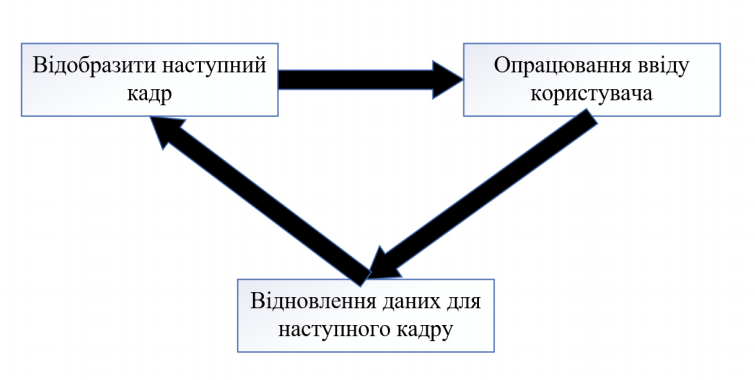 Відобразити наступний
кадр
Опрацювання вводу
користувача
Відновлення даних для
наступного кадру